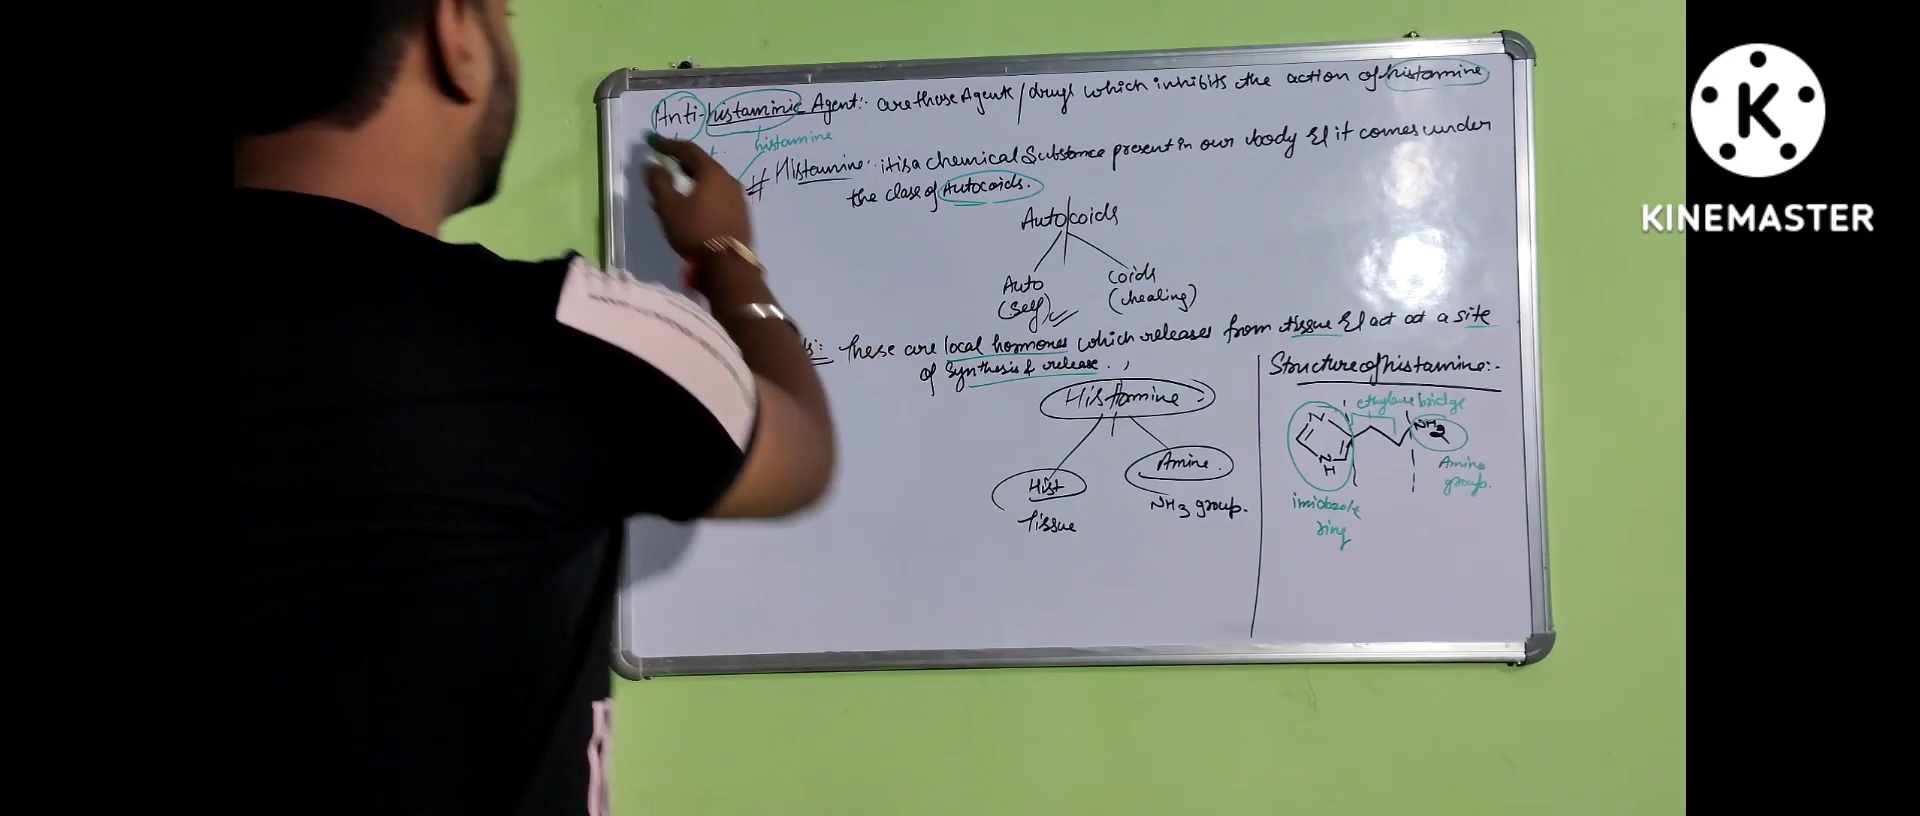 Anti-histaminic Agent:- are those Agents/drugs which inhibits the action of histamine
histamine
# Histamine:- it is a chemical Substance present in our body & it comes under
the class of Autocoids.
Autocoids
Auto
(Self)
Coids
(healing)
These are local hormones which releases from tissue & act at a site
of synthesis & release.
Histamine
Hist
Tissue
Amine.
NH3 group.
Structure of histamine:-
ethylene bridge
N
N
H
NH2
Amine
group.
imidazole
ring
K
KINEMASTER